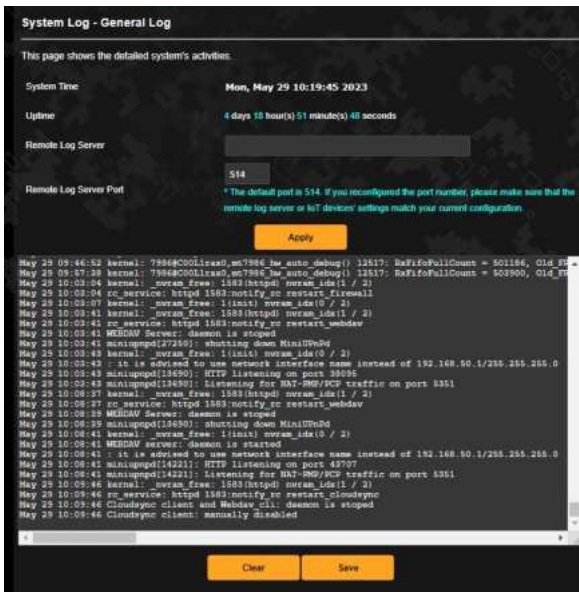 System Log - General Log
This page shows the detailed system's activities.
System Time
Mon, May 29 10:19:45 2023
Uptime
4 days 18 hour(s) 51 minute(s) 48 seconds
Remote Log Server
Remote Log Server Port
514
* The default port is 514. If you reconfigured the port number, please make sure that the
remote log server or IoT devices' settings match your current configuration.
Apply
May 29 09:46:52 kernel: 7986@C00L1rax0,mt7986_hw_auto_debug() 12517: RxFifoFullCount = 501186, Old_
May 29 09:57:38 kernel: 7986@C00L1rax0,mt7986_hw_auto_debug() 12517: RxFifoFullCount = 503900, Old_
May 29 10:03:04 kernel: _nvram_free: 1583(httpd) nvram_idx(1 / 2)
May 29 10:03:04 rc_service: httpd 1583:notify_rc restart_firewall
May 29 10:03:07 kernel: _nvram_free: 1(init) nvram_idx(0 / 2)
May 29 10:03:41 kernel: _nvram_free: 1583(httpd) nvram_idx(1 / 2)
May 29 10:03:41 rc_service: httpd 1583:notify_rc restart_webdav
May 29 10:03:41 WEBDAV Server: daemon is stoped
May 29 10:03:41 miniupnpd[27250]: shutting down MiniUPnPd
May 29 10:03:43 kernel: _nvram_free: 1(init) nvram_idx(0 / 2)
May 29 10:03:43 : it is advised to use network interface name instead of 192.168.50.1/255.255.255.0
May 29 10:03:43 miniupnpd[13690]: HTTP listening on port 38095
May 29 10:03:43 miniupnpd[13690]: Listening for NAT-PMP/PCP traffic on port 5351
May 29 10:08:37 kernel: _nvram_free: 1583(httpd) nvram_idx(1 / 2)
May 29 10:08:37 rc_service: httpd 1583:notify_rc restart_webdav
May 29 10:08:39 WEBDAV Server: daemon is stoped
May 29 10:08:39 miniupnpd[13690]: shutting down MiniUPnPd
May 29 10:08:41 kernel: _nvram_free: 1(init) nvram_idx(0 / 2)
May 29 10:08:41 WEBDAV server: daemon is started
May 29 10:08:41 : it is advised to use network interface name instead of 192.168.50.1/255.255.255.0
May 29 10:08:41 miniupnpd[14221]: HTTP listening on port 43707
May 29 10:08:41 miniupnpd[14221]: Listening for NAT-PMP/PCP traffic on port 5351
May 29 10:09:46 kernel: _nvram_free: 1583(httpd) nvram_idx(1 / 2)
May 29 10:09:46 rc_service: httpd 1583:notify_rc restart_cloudsync
May 29 10:09:46 Cloudsync client and Webdav_cli: daemon is stoped
May 29 10:09:46 Cloudsync client: manually disabled
Clear
Save